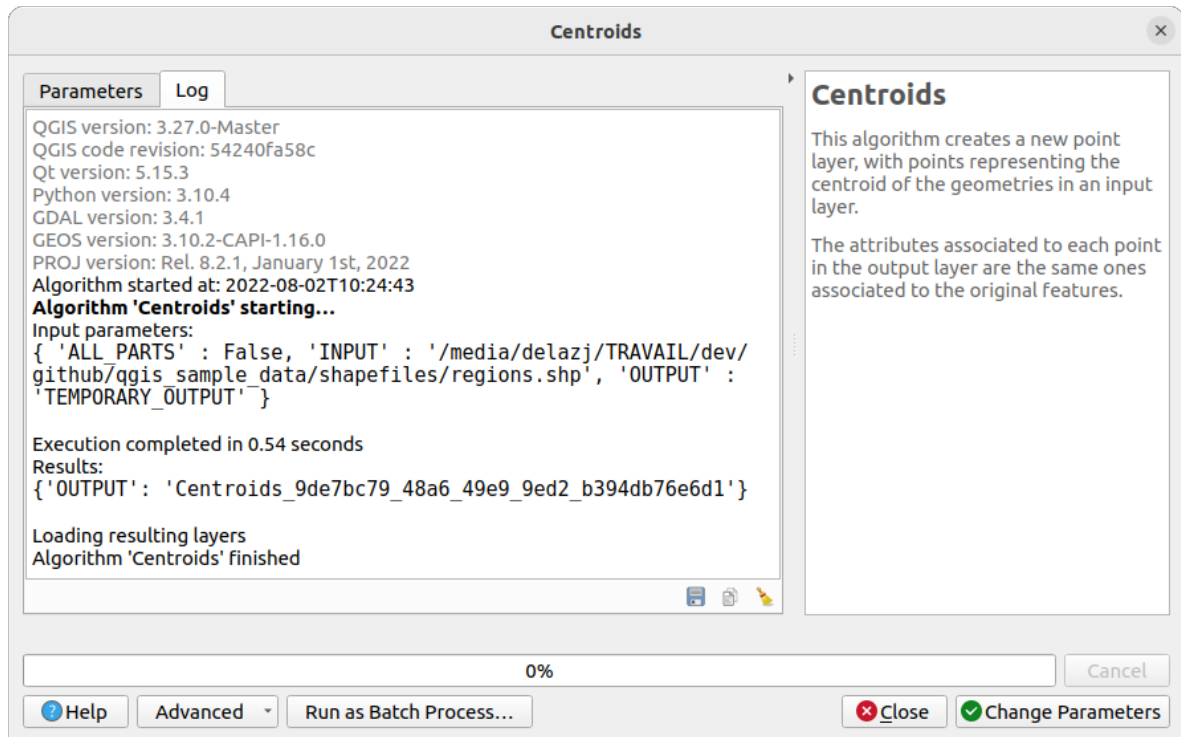 Centroids
Parameters
Log
QGIS version: 3.27.0-Master
QGIS code revision: 54240fa58c
Qt version: 5.15.3
Python version: 3.10.4
GDAL version: 3.4.1
GEOS version: 3.10.2-CAPI-1.16.0
PROJ version: Rel. 8.2.1, January 1st, 2022
Algorithm started at: 2022-08-02T10:24:43
Algorithm 'Centroids' starting…
Input parameters:
{ 'ALL_PARTS' : False, 'INPUT' : '/media/delazj/TRAVAIL/dev/
github/qgis_sample_data/shapefiles/regions.shp', 'OUTPUT' :
'TEMPORARY_OUTPUT' }
Execution completed in 0.54 seconds
Results:
{'OUTPUT': 'Centroids_9de7bc79_48a6_49e9_9ed2_b394db76e6d1'}
Loading resulting layers
Algorithm 'Centroids' finished
Centroids
This algorithm creates a new point
layer, with points representing the
centroid of the geometries in an input
layer.
The attributes associated to each point
in the output layer are the same ones
associated to the original features.
0%
Cancel
Help
Advanced
Run as Batch Process…
Close
Change Parameters